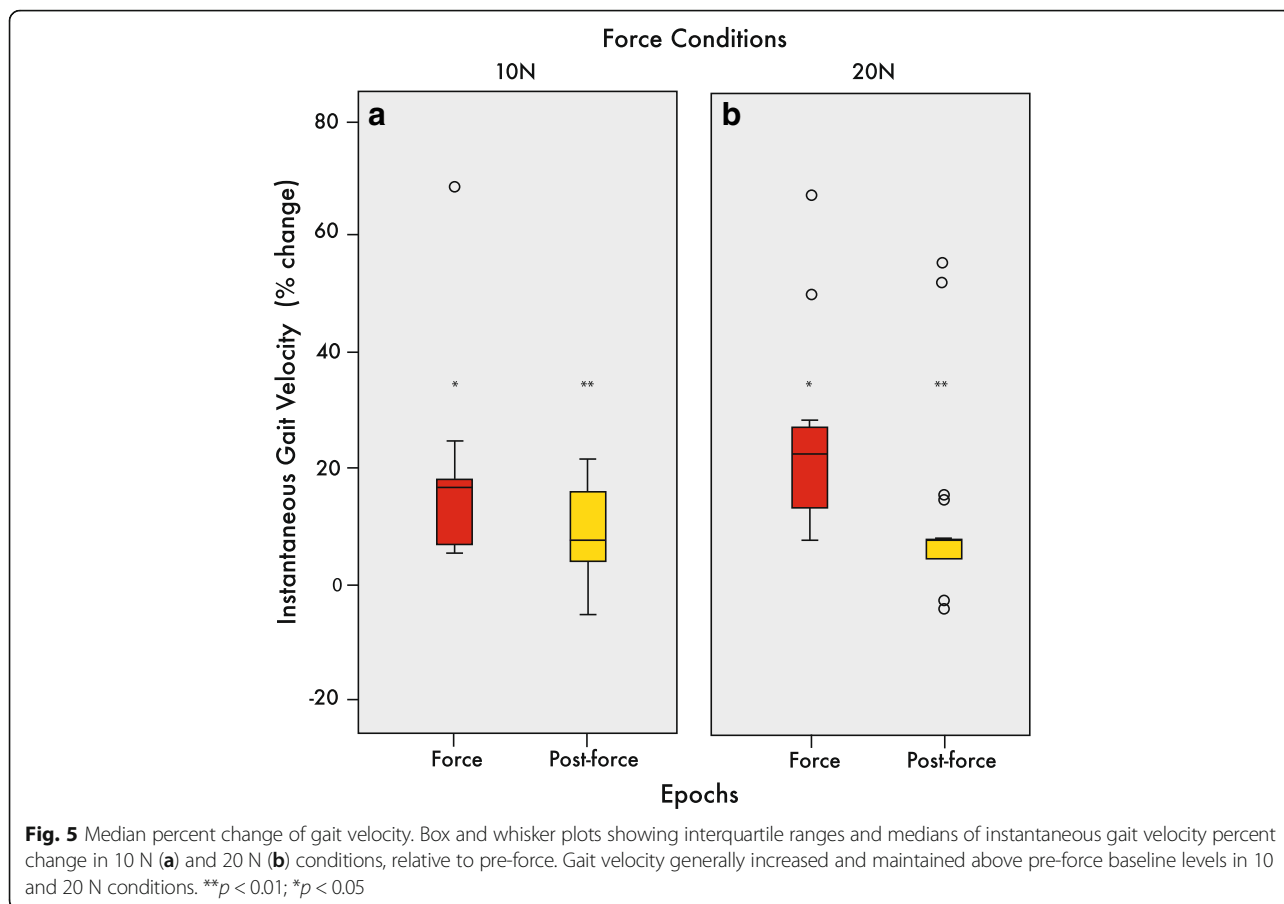 Force Conditions
10N 20N
a b
80
60
40
20
0
-20
Instantaneous Gait Velocity (% change)
* ** * **
Force Post-force Force Post-force
Epochs
Fig. 5 Median percent change of gait velocity. Box and whisker plots showing interquartile ranges and medians of instantaneous gait velocity percent
change in 10 N (a) and 20 N (b) conditions, relative to pre-force. Gait velocity generally increased and maintained above pre-force baseline levels in 10
and 20 N conditions. **p < 0.01; *p < 0.05